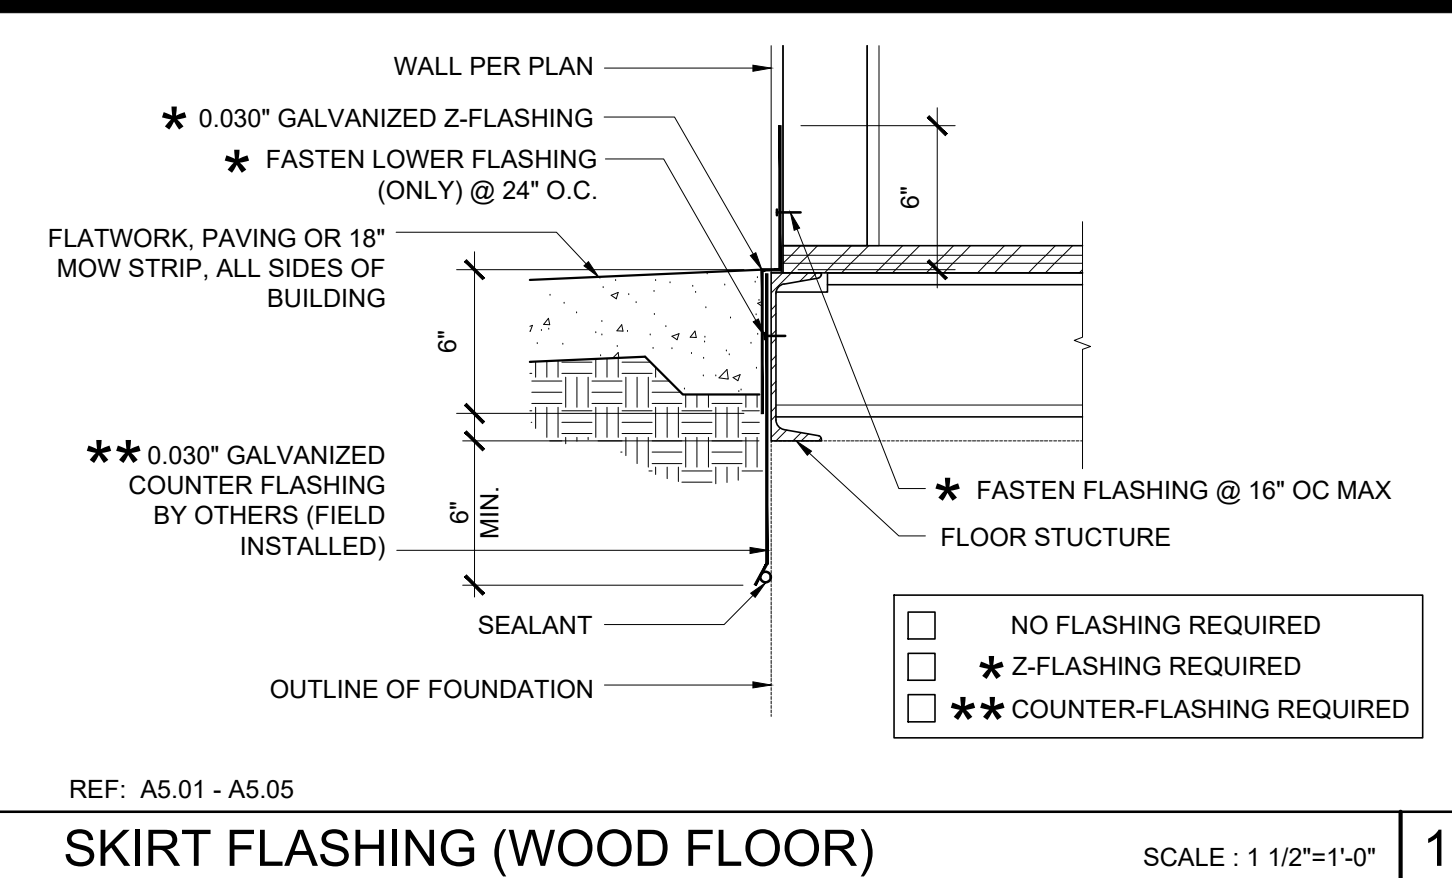 WALL PER PLAN
* 0.030" GALVANIZED Z-FLASHING
* FASTEN LOWER FLASHING
(ONLY) @ 24" O.C.
FLATWORK, PAVING OR 18"
MOW STRIP, ALL SIDES OF
BUILDING
6"
6"
** 0.030" GALVANIZED
COUNTER FLASHING
BY OTHERS (FIELD
INSTALLED)
6"
MIN.
* FASTEN FLASHING @ 16" OC MAX
FLOOR STUCTURE
SEALANT
OUTLINE OF FOUNDATION
NO FLASHING REQUIRED
* Z-FLASHING REQUIRED
** COUNTER-FLASHING REQUIRED
REF: A5.01 - A5.05
SKIRT FLASHING (WOOD FLOOR)
SCALE : 1 1/2"=1'-0"
1